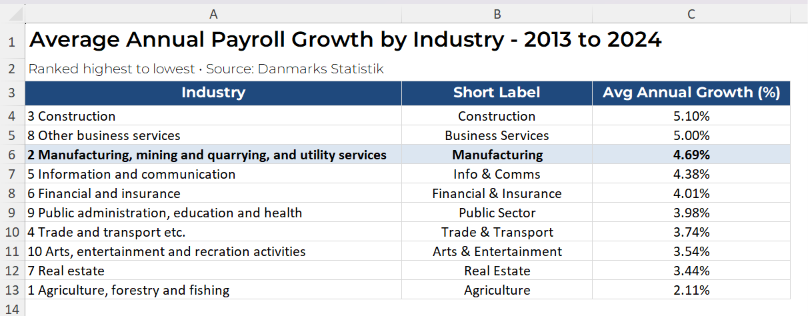 A B C
1 Average Annual Payroll Growth by Industry - 2013 to 2024
2 Ranked highest to lowest · Source: Danmarks Statistik
3 Industry Short Label Avg Annual Growth (%)
4 3 Construction Construction 5.10%
5 8 Other business services Business Services 5.00%
6 2 Manufacturing, mining and quarrying, and utility services Manufacturing 4.69%
7 5 Information and communication Info & Comms 4.38%
8 6 Financial and insurance Financial & Insurance 4.01%
9 9 Public administration, education and health Public Sector 3.98%
10 4 Trade and transport etc. Trade & Transport 3.74%
11 10 Arts, entertainment and recration activities Arts & Entertainment 3.54%
12 7 Real estate Real Estate 3.44%
13 1 Agriculture, forestry and fishing Agriculture 2.11%
14